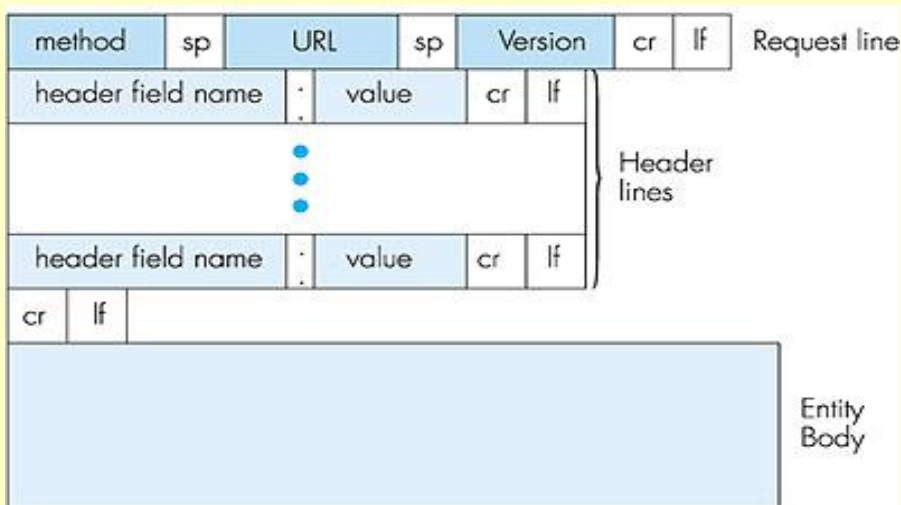 method sp URL sp Version cr lf Request line
header field name : value cr lf
Header
lines
header field name : value cr lf
cr lf
Entity
Body